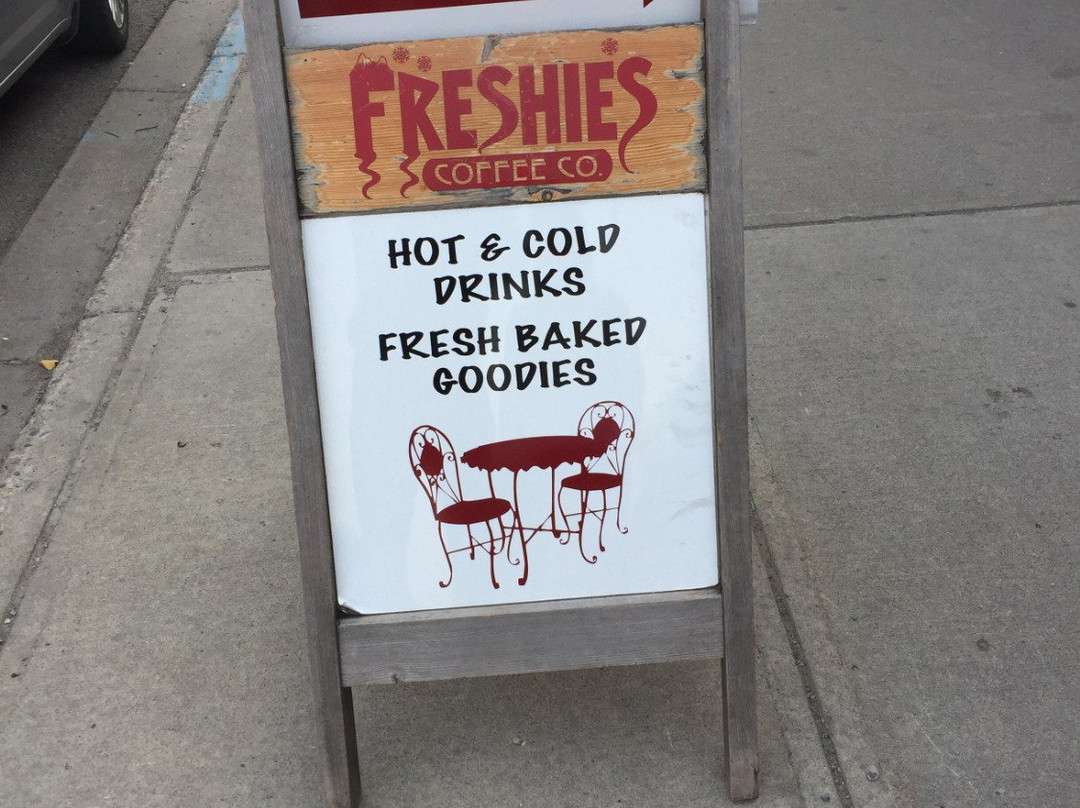 FRESHIES
COFFEE CO.
HOT & COLD
DRINKS
FRESH BAKED
GOODIES